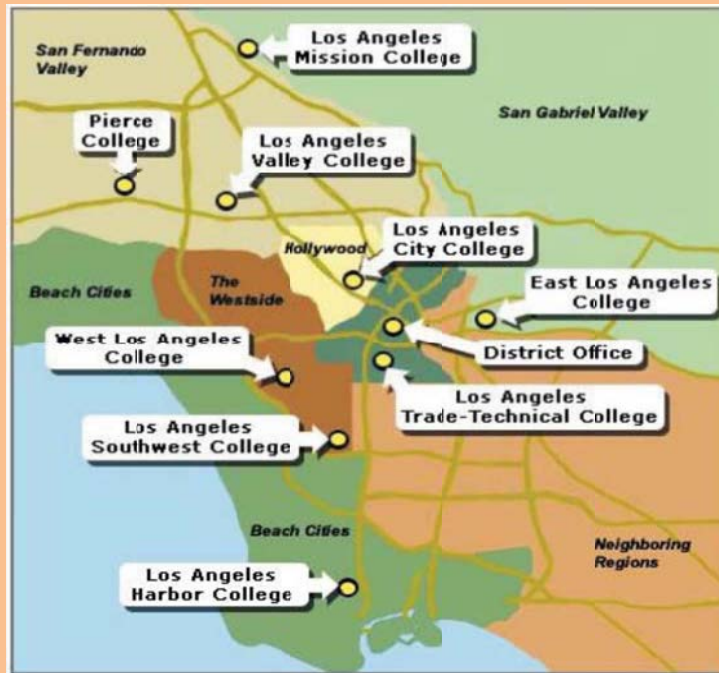 Los Angeles
Mission College
San Fernando
Valley
San Gabriel Valley
Pierce
College
Los Angeles
Valley College
Los Angeles
City College
Hollywood
The
Westside
Beach Cities
East Los Angeles
College
West Los Angeles
College
District Office
Los Angeles
Trade-Technical College
Los Angeles
Southwest College
Beach Cities
Neighboring
Regions
Los Angeles
Harbor College